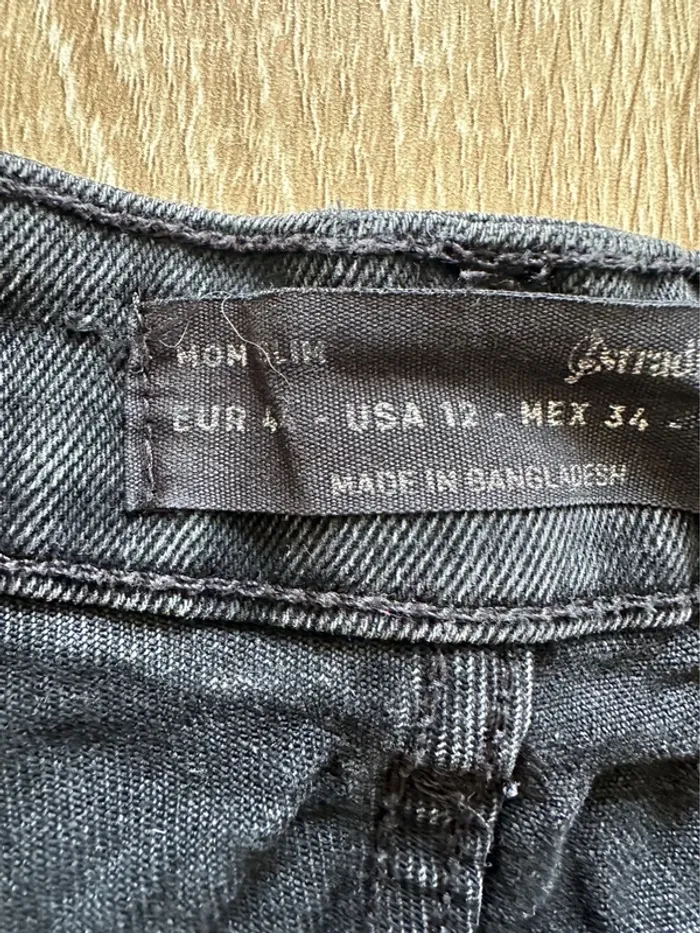 MOM SLIM
EUR 4 - USA 12 - MEX 34
MADE IN BANGLADESH